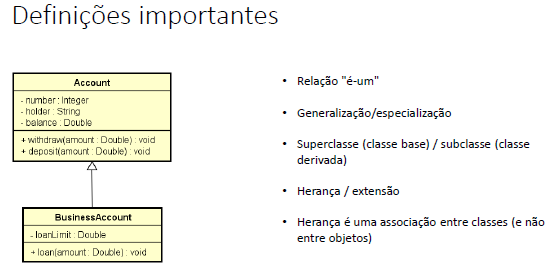 Definições importantes
Account
- number : Integer
- holder : String
- balance : Double
+ withdraw(amount : Double) : void
+ deposit(amount : Double) : void
BusinessAccount
- loanLimit : Double
+ loan(amount : Double) : void
• Relação "é-um"
• Generalização/especialização
• Superclasse (classe base) / subclasse (classe
derivada)
• Herança / extensão
• Herança é uma associação entre classes (e não
entre objetos)